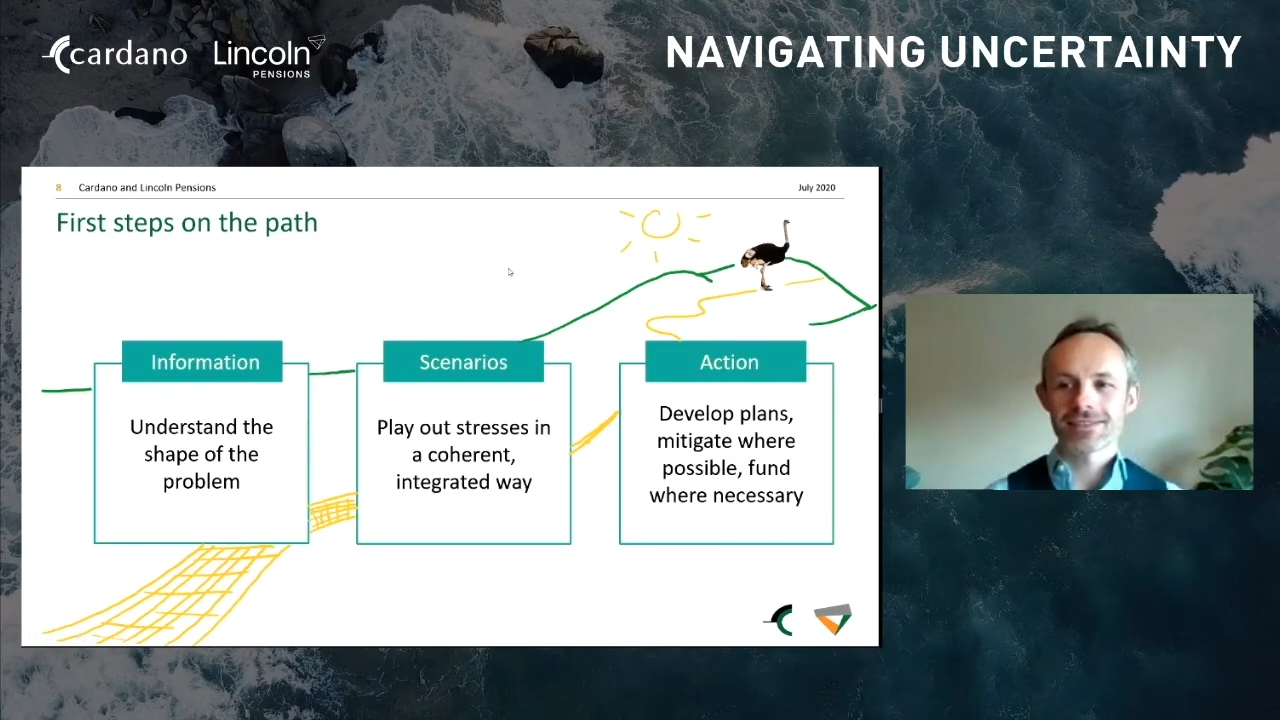 cardano
Lincoln
PENSIONS
NAVIGATING UNCERTAINTY
8 Cardano and Lincoln Pensions
July 2020
First steps on the path
Information
Understand the
shape of the
problem
Scenarios
Play out stresses in
a coherent,
integrated way
Action
Develop plans,
mitigate where
possible, fund
where necessary